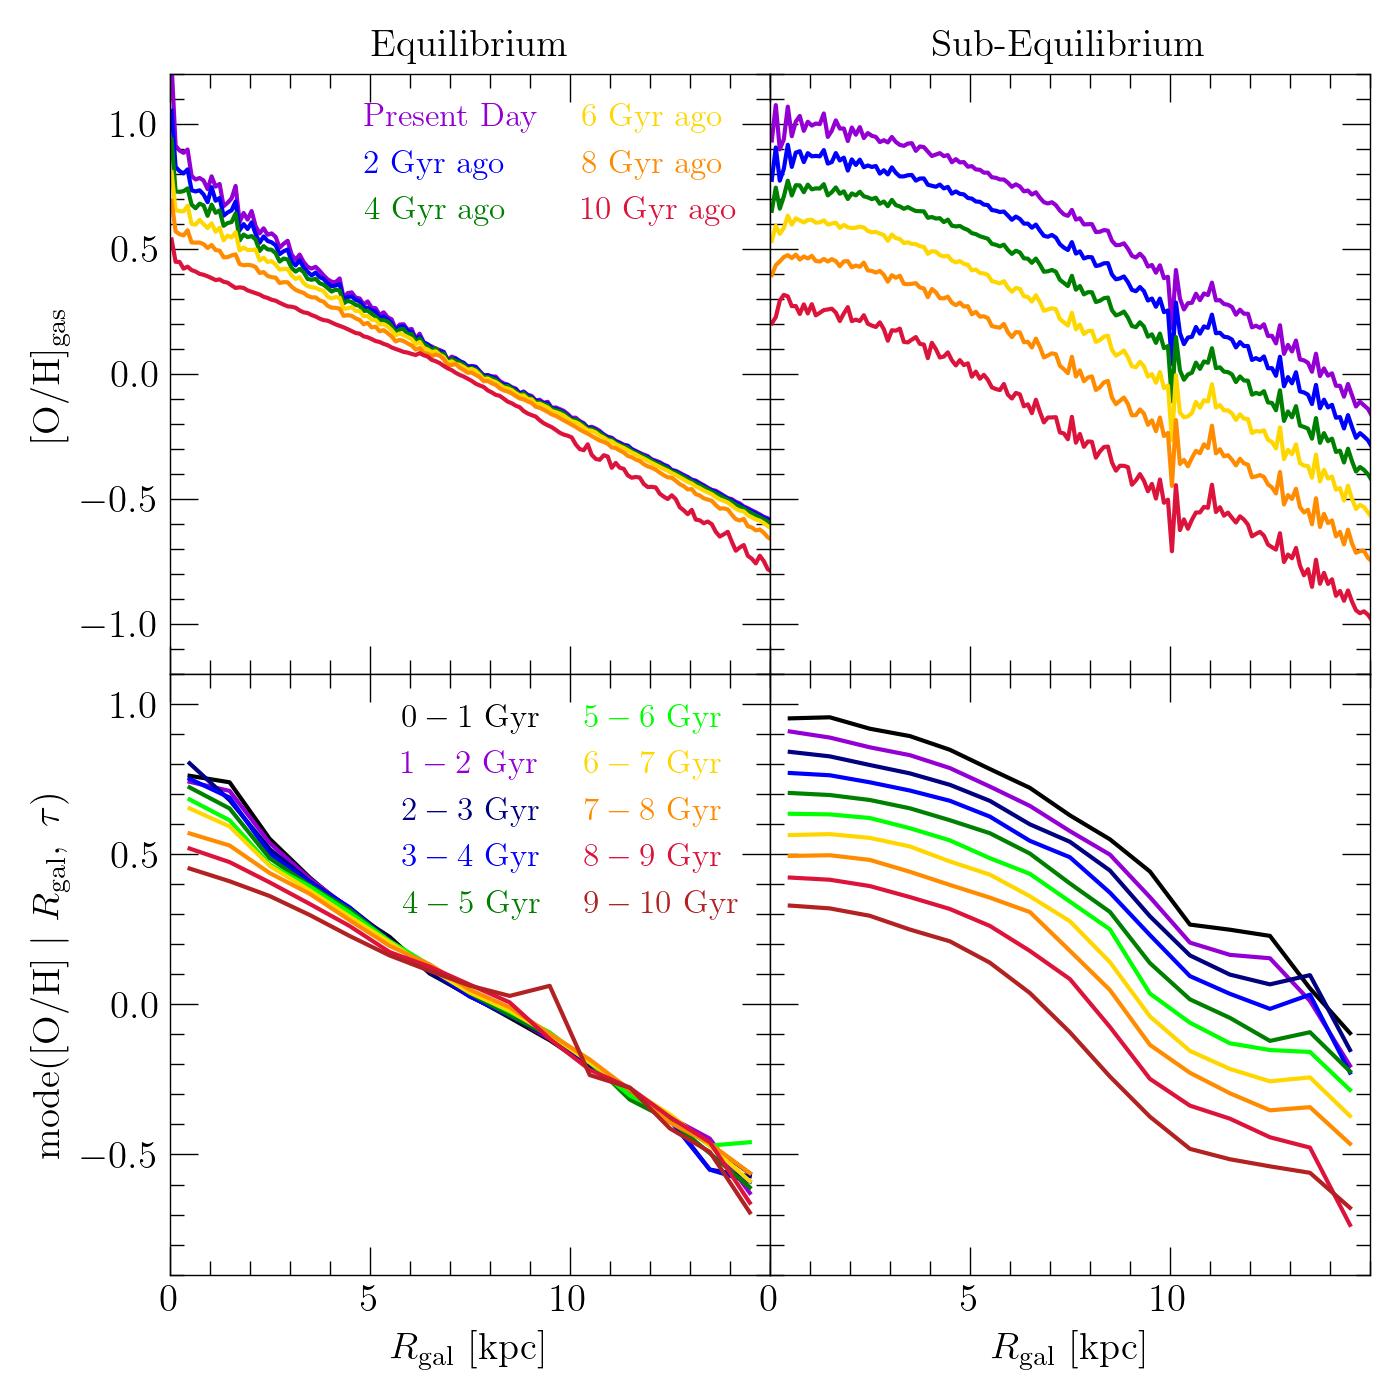 Equilibrium Sub-Equilibrium
1.0
0.5
0.0
−0.5
−1.0
[O/H]gas
Present Day 6 Gyr ago
2 Gyr ago 8 Gyr ago
4 Gyr ago 10 Gyr ago
1.0
0.5
0.0
−0.5
mode([O/H] | Rgal, τ)
0 − 1 Gyr 5 − 6 Gyr
1 − 2 Gyr 6 − 7 Gyr
2 − 3 Gyr 7 − 8 Gyr
3 − 4 Gyr 8 − 9 Gyr
4 − 5 Gyr 9 − 10 Gyr
0 5 10 0 5 10
Rgal [kpc] Rgal [kpc]